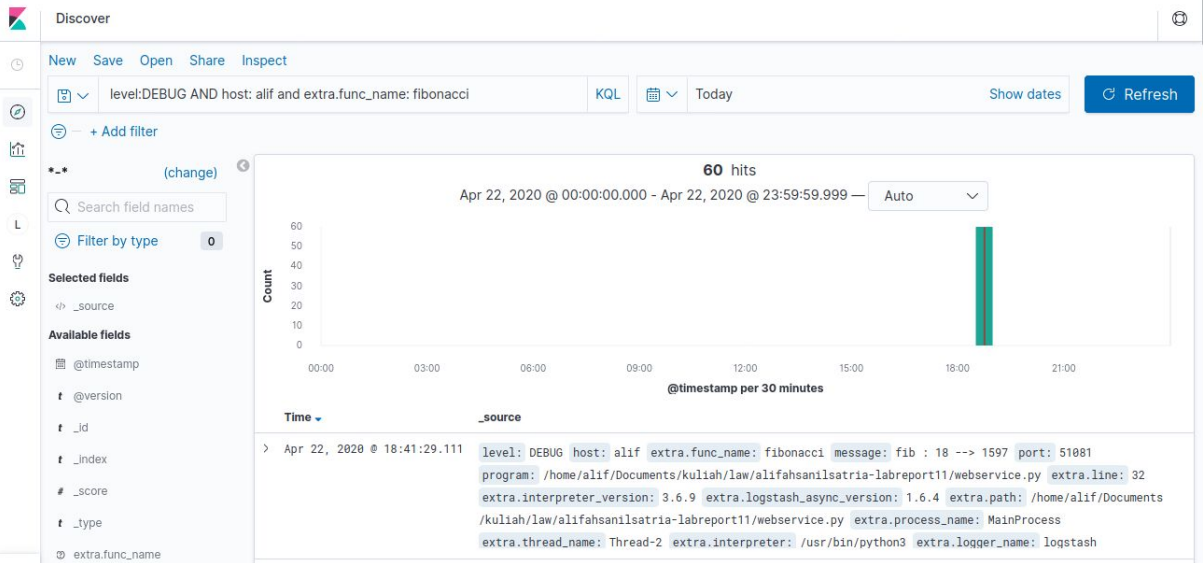 Discover
New Save Open Share Inspect
level:DEBUG AND host: alif and extra.func_name: fibonacci KQL Today Show dates Refresh
+ Add filter
*-* (change)
Search field names
Filter by type 0
Selected fields
_source
Available fields
@timestamp
t @version
t _id
t _index
# _score
t _type
extra.func_name
L
60 hits
Apr 22, 2020 @ 00:00:00.000 - Apr 22, 2020 @ 23:59:59.999 — Auto
Count
60
50
40
30
20
10
0
00:00 03:00 06:00 09:00 12:00 15:00 18:00 21:00
@timestamp per 30 minutes
Time _source
Apr 22, 2020 @ 18:41:29.111 level: DEBUG host: alif extra.func_name: fibonacci message: fib : 18 --> 1597 port: 51081
program: /home/alif/Documents/kuliah/law/alifahsanilsatria-labreport11/webservice.py extra.line: 32
extra.interpreter_version: 3.6.9 extra.logstash_async_version: 1.6.4 extra.path: /home/alif/Documents
/kuliah/law/alifahsanilsatria-labreport11/webservice.py extra.process_name: MainProcess
extra.thread_name: Thread-2 extra.interpreter: /usr/bin/python3 extra.logger_name: logstash